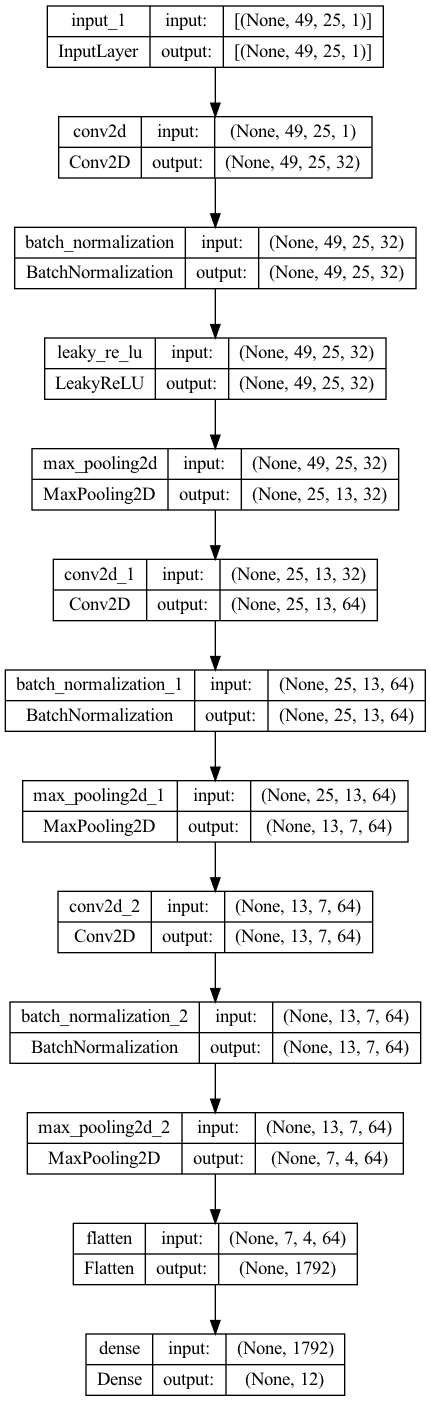 input_1 input: [(None, 49, 25, 1)]
InputLayer output: [(None, 49, 25, 1)]
conv2d input: (None, 49, 25, 1)
Conv2D output: (None, 49, 25, 32)
batch_normalization input: (None, 49, 25, 32)
BatchNormalization output: (None, 49, 25, 32)
leaky_re_lu input: (None, 49, 25, 32)
LeakyReLU output: (None, 49, 25, 32)
max_pooling2d input: (None, 49, 25, 32)
MaxPooling2D output: (None, 25, 13, 32)
conv2d_1 input: (None, 25, 13, 32)
Conv2D output: (None, 25, 13, 64)
batch_normalization_1 input: (None, 25, 13, 64)
BatchNormalization output: (None, 25, 13, 64)
max_pooling2d_1 input: (None, 25, 13, 64)
MaxPooling2D output: (None, 13, 7, 64)
conv2d_2 input: (None, 13, 7, 64)
Conv2D output: (None, 13, 7, 64)
batch_normalization_2 input: (None, 13, 7, 64)
BatchNormalization output: (None, 13, 7, 64)
max_pooling2d_2 input: (None, 13, 7, 64)
MaxPooling2D output: (None, 7, 4, 64)
flatten input: (None, 7, 4, 64)
Flatten output: (None, 1792)
dense input: (None, 1792)
Dense output: (None, 12)